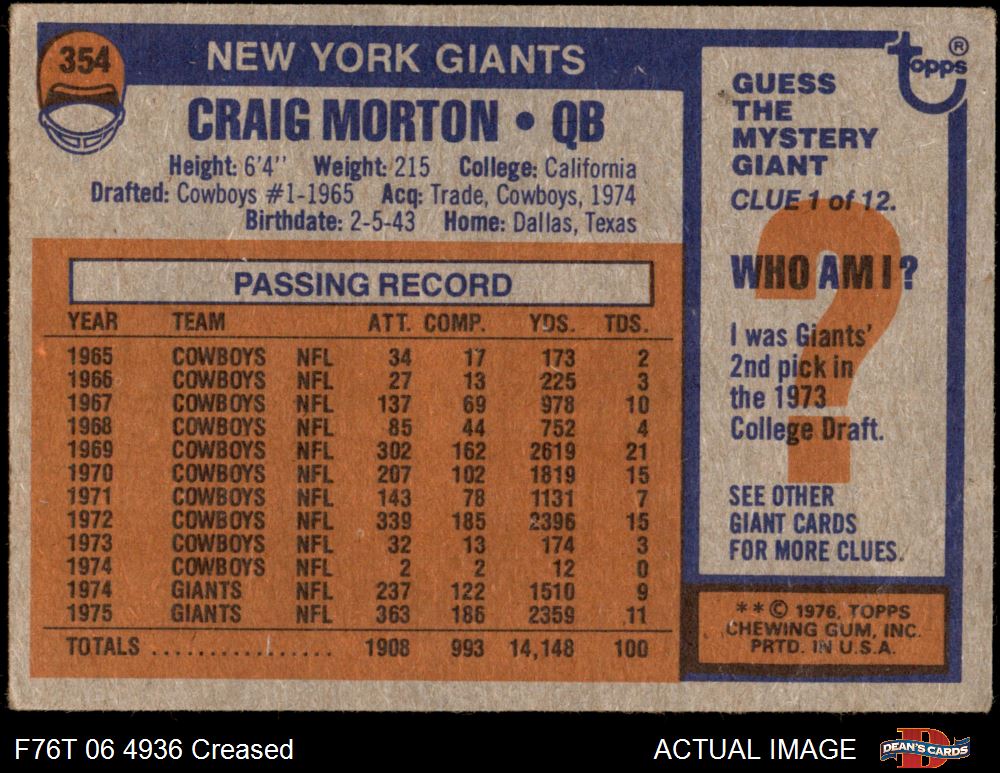 354
NEW YORK GIANTS
CRAIG MORTON • QB
Height: 6'4'' Weight: 215 College: California
Drafted: Cowboys #1-1965 Acq: Trade, Cowboys, 1974
Birthdate: 2-5-43 Home: Dallas, Texas
PASSING RECORD
YEAR TEAM ATT. COMP. YDS. TDS.
1965 COWBOYS NFL 34 17 173 2
1966 COWBOYS NFL 27 13 225 3
1967 COWBOYS NFL 137 69 978 10
1968 COWBOYS NFL 85 44 752 4
1969 COWBOYS NFL 302 162 2619 21
1970 COWBOYS NFL 207 102 1819 15
1971 COWBOYS NFL 143 78 1131 7
1972 COWBOYS NFL 339 185 2396 15
1973 COWBOYS NFL 32 13 174 3
1974 COWBOYS NFL 2 2 12 0
1974 GIANTS NFL 237 122 1510 9
1975 GIANTS NFL 363 186 2359 11
TOTALS ................ 1908 993 14,148 100
topps ®
GUESS
THE
MYSTERY
GIANT
CLUE 1 of 12.
?
WHO AM I?
I was Giants'
2nd pick in
the 1973
College Draft.
SEE OTHER
GIANT CARDS
FOR MORE CLUES.
* * © 1976, TOPPS
CHEWING GUM, INC.
PRTD. IN U.S.A.
F76T 06 4936 Creased
ACTUAL IMAGE
D
DEAN'S CARDS